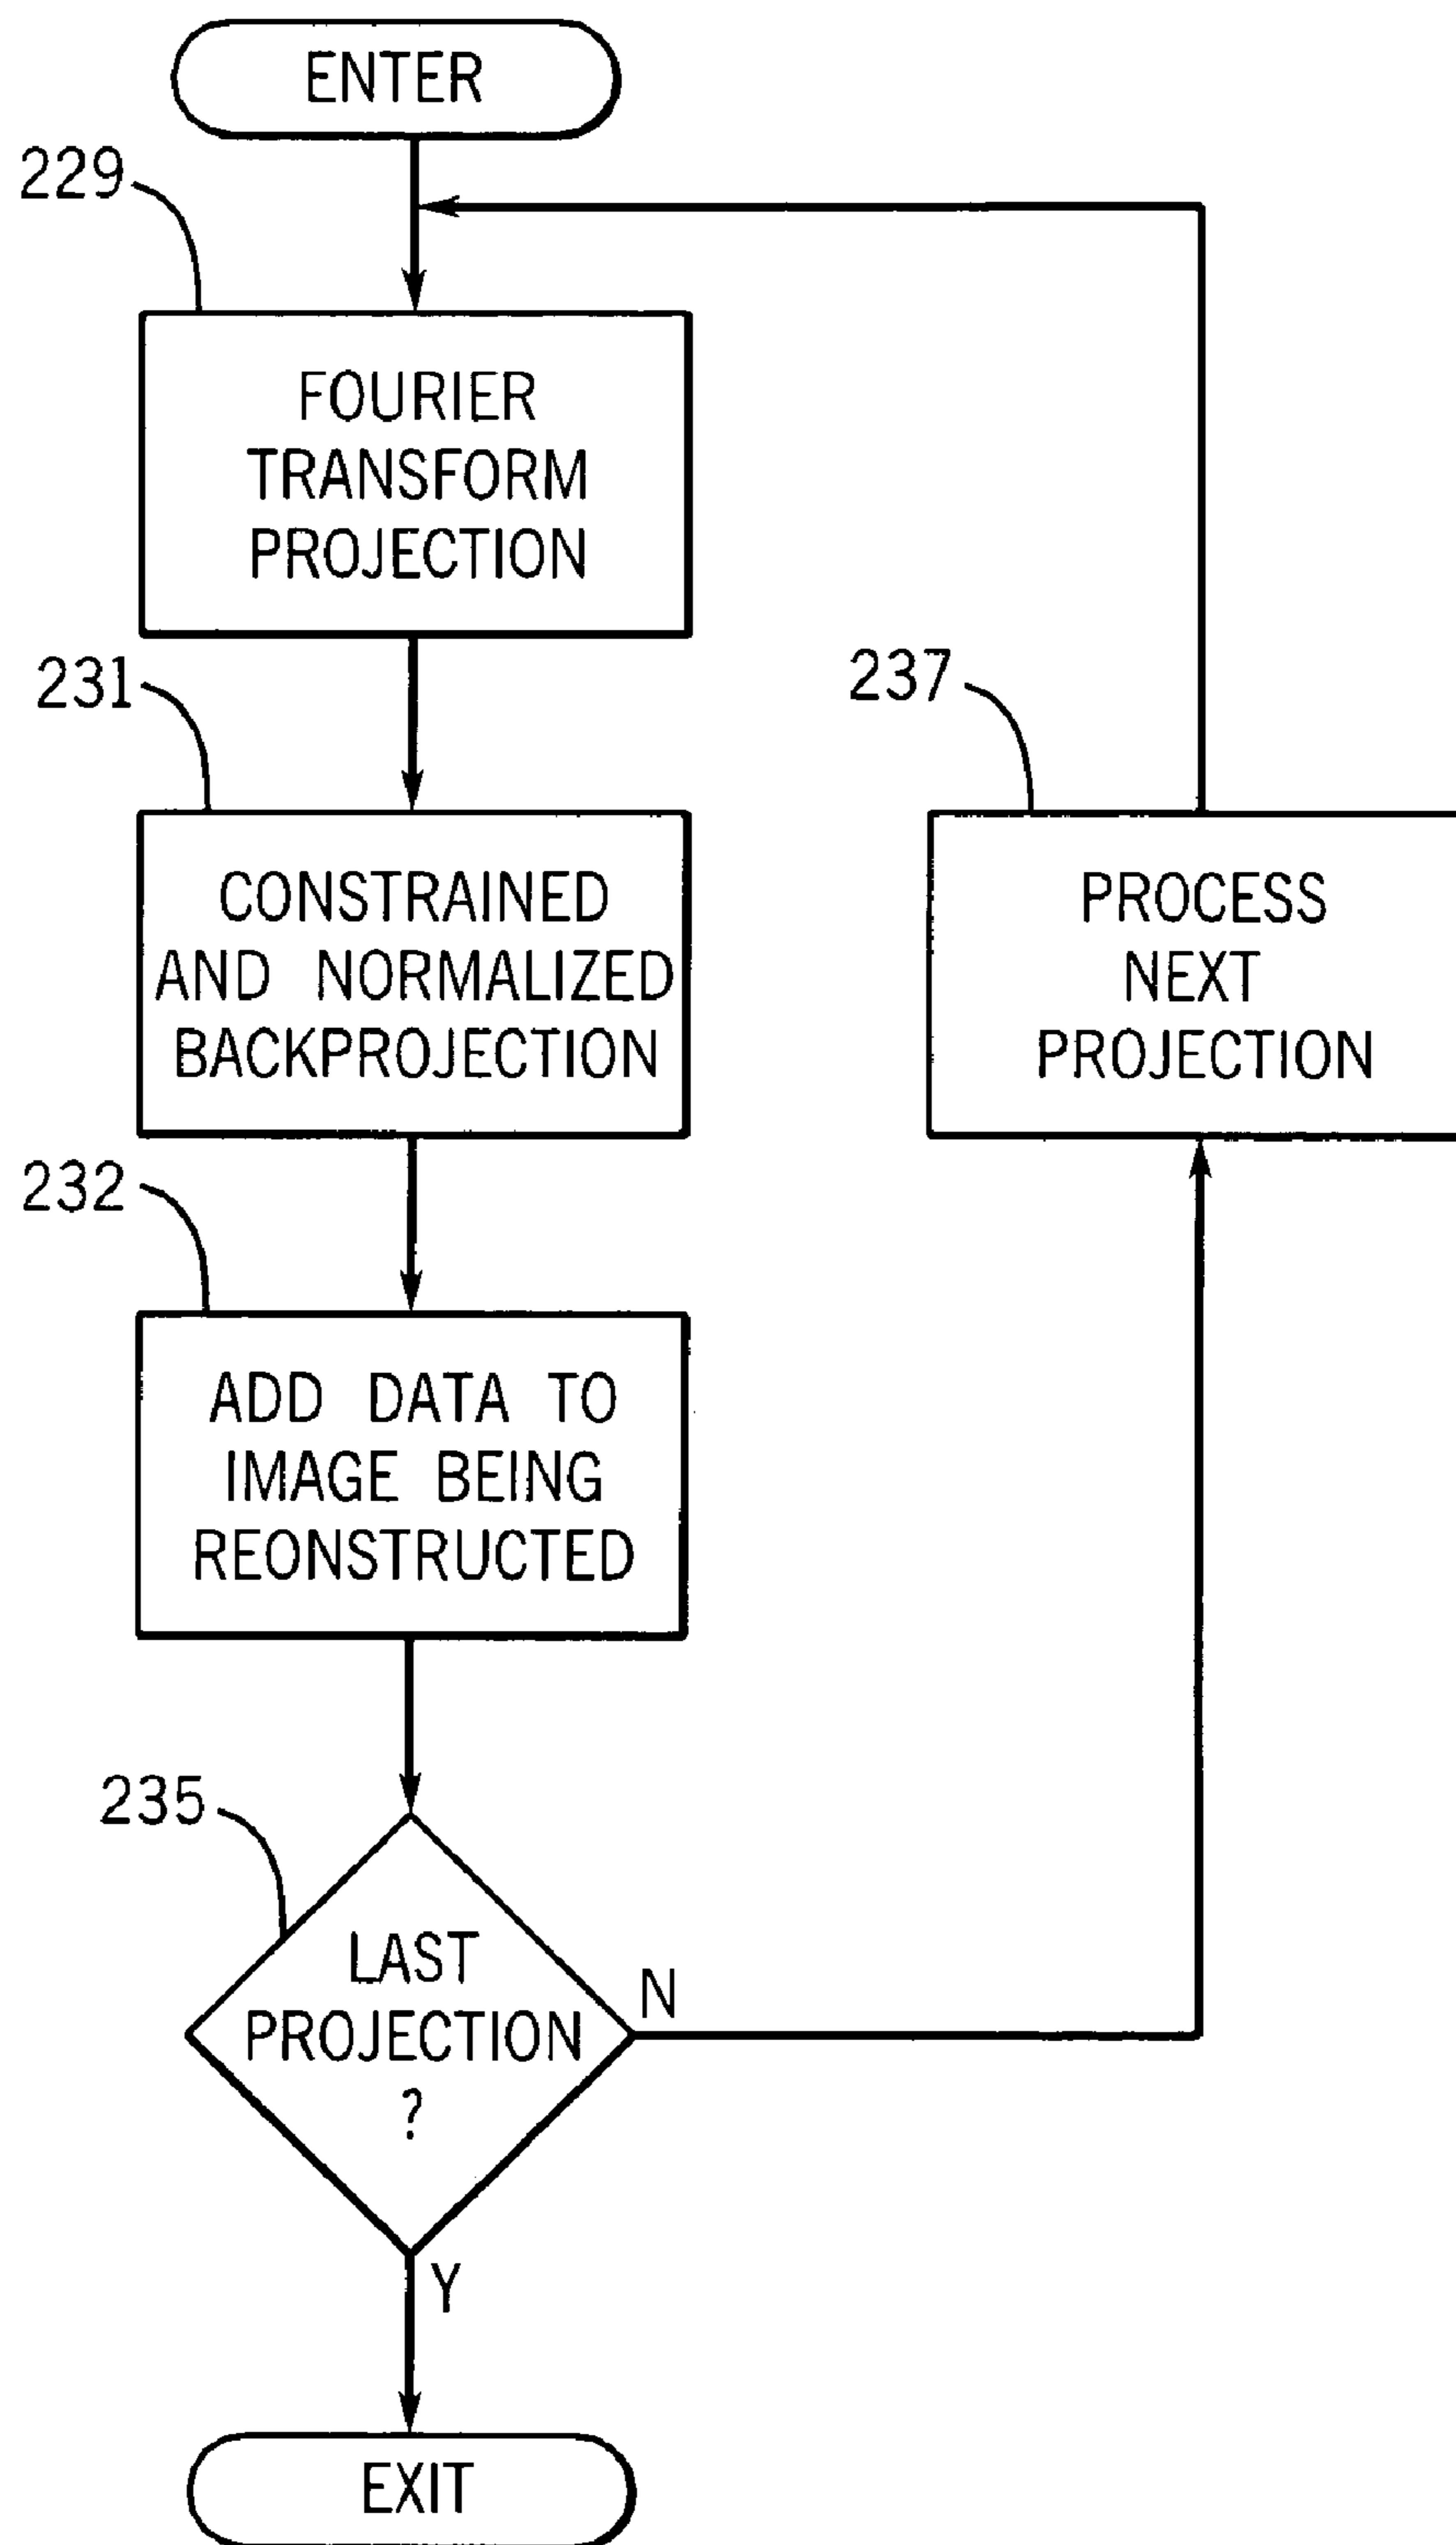 ENTER
229
FOURIER
TRANSFORM
PROJECTION
231
CONSTRAINED
AND NORMALIZED
BACKPROJECTION
237
PROCESS
NEXT
PROJECTION
232
ADD DATA TO
IMAGE BEING
REONSTRUCTED
235
LAST
PROJECTION
?
N
Y
EXIT